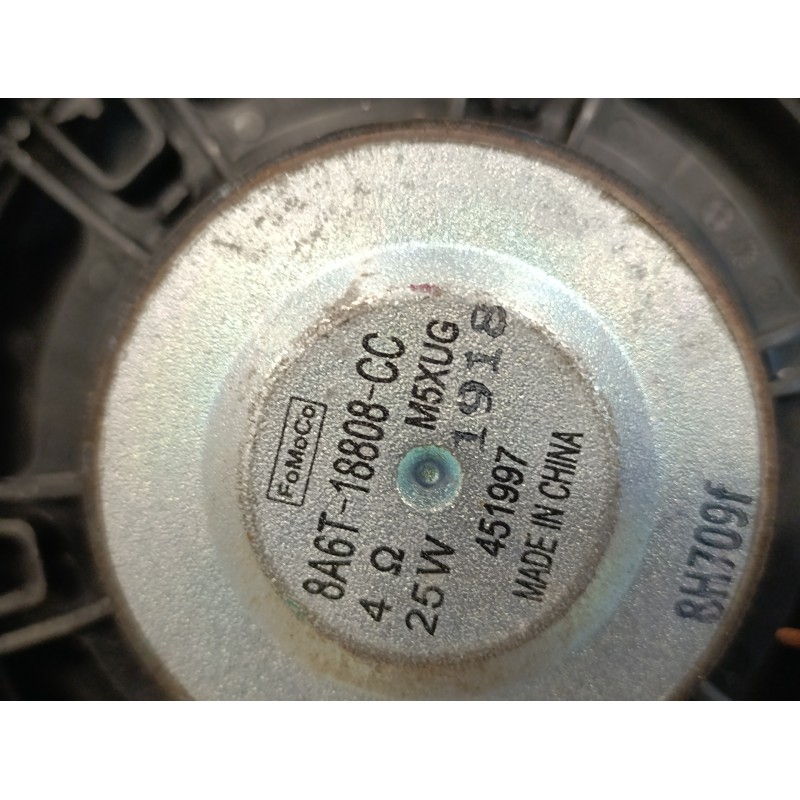 FoMoCo
8A6T-18808-CC
4 Ω M5XUG
25W 1918
451997
MADE IN CHINA
8H709f